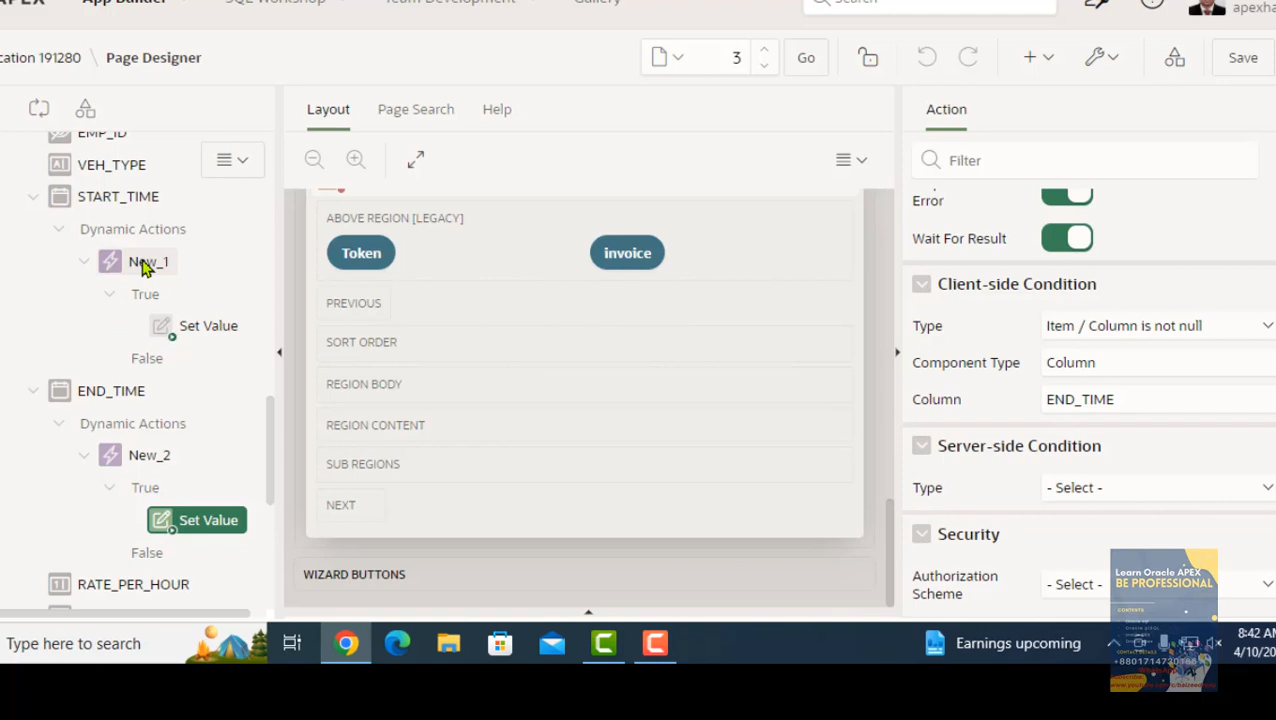 APEX
App Builder
SQL Workshop
Team Development
Gallery
Search
apexha
cation 191280 \ Page Designer
3
Go
Save
Layout
Page Search
Help
Action
EMP_ID
VEH_TYPE
START_TIME
Dynamic Actions
New_1
True
Set Value
False
END_TIME
Dynamic Actions
New_2
True
Set Value
False
RATE_PER_HOUR
ABOVE REGION [LEGACY]
Token
invoice
PREVIOUS
SORT ORDER
REGION BODY
REGION CONTENT
SUB REGIONS
NEXT
WIZARD BUTTONS
Filter
Error
Wait For Result
Client-side Condition
Type
Item / Column is not null
Component Type
Column
Column
END_TIME
Server-side Condition
Type
- Select -
Security
Authorization
Scheme
- Select -
Learn Oracle APEX
BE PROFESSIONAL
CONTENTS
Type here to search
Earnings upcoming
8:42 AM
4/10/20